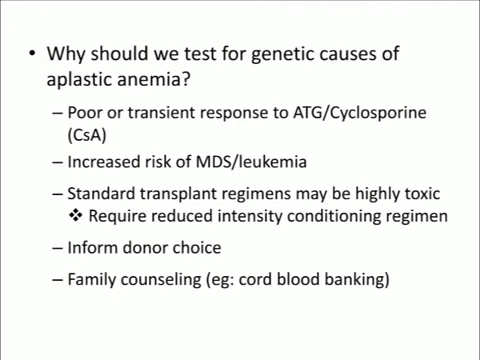 • Why should we test for genetic causes of
aplastic anemia?
– Poor or transient response to ATG/Cyclosporine
(CsA)
– Increased risk of MDS/leukemia
– Standard transplant regimens may be highly toxic
❖ Require reduced intensity conditioning regimen
– Inform donor choice
– Family counseling (eg: cord blood banking)